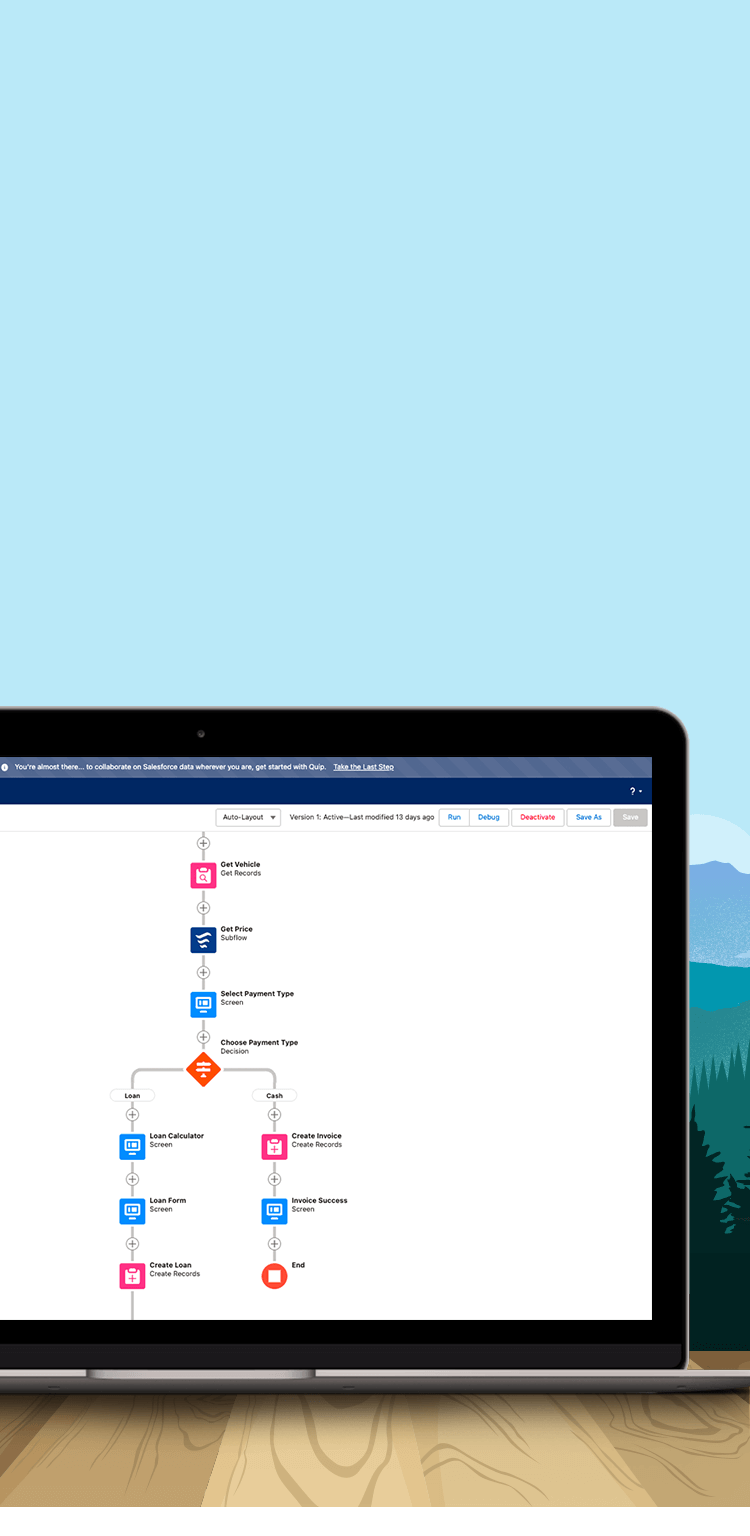 You're almost there... to collaborate on Salesforce data wherever you are, get started with Quip. Take the Last Step
?
Auto-Layout Version 1: Active—Last modified 13 days ago Run Debug Deactivate Save As Save
Get Vehicle
Get Records
Get Price
Subflow
Select Payment Type
Screen
Choose Payment Type
Decision
Loan Cash
Loan Calculator
Screen
Create Invoice
Create Records
Loan Form
Screen
Invoice Success
Screen
Create Loan
Create Records
End